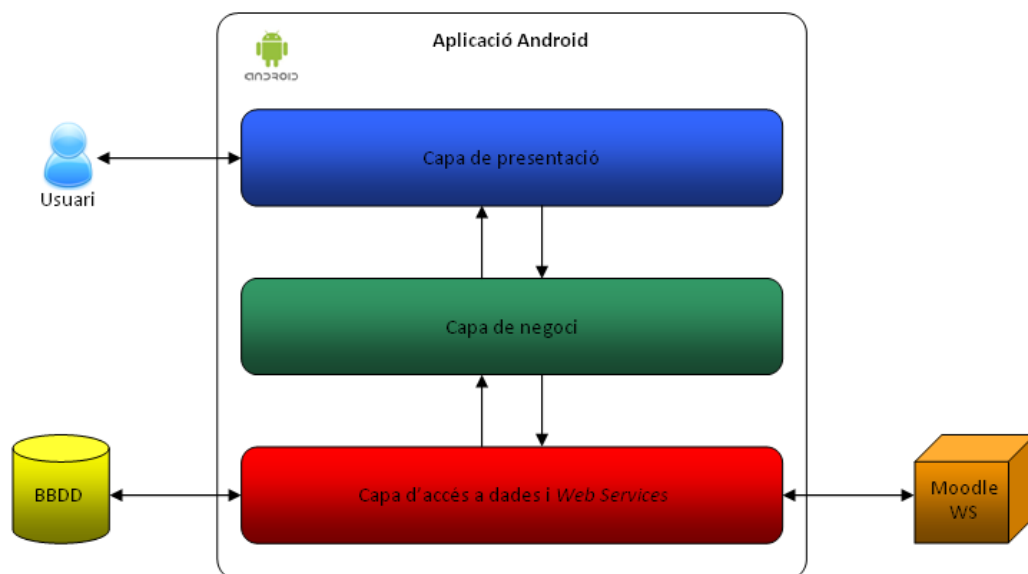 Aplicació Android
ANDROID
Capa de presentació
Usuari
Capa de negoci
BBDD
Capa d'accés a dades i Web Services
Moodle
WS